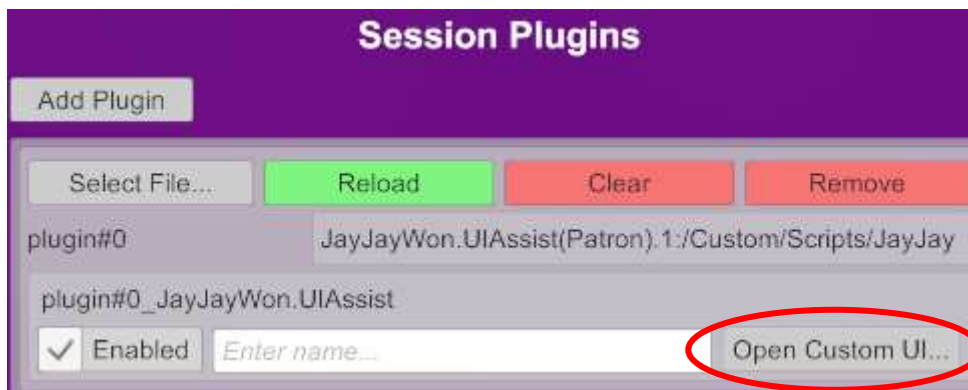 Session Plugins
Add Plugin
Select File... Reload Clear Remove
plugin#0 JayJayWon.UIAssist(Patron).1:/Custom/Scripts/JayJay
plugin#0_JayJayWon.UIAssist
Enabled Enter name... Open Custom UI...